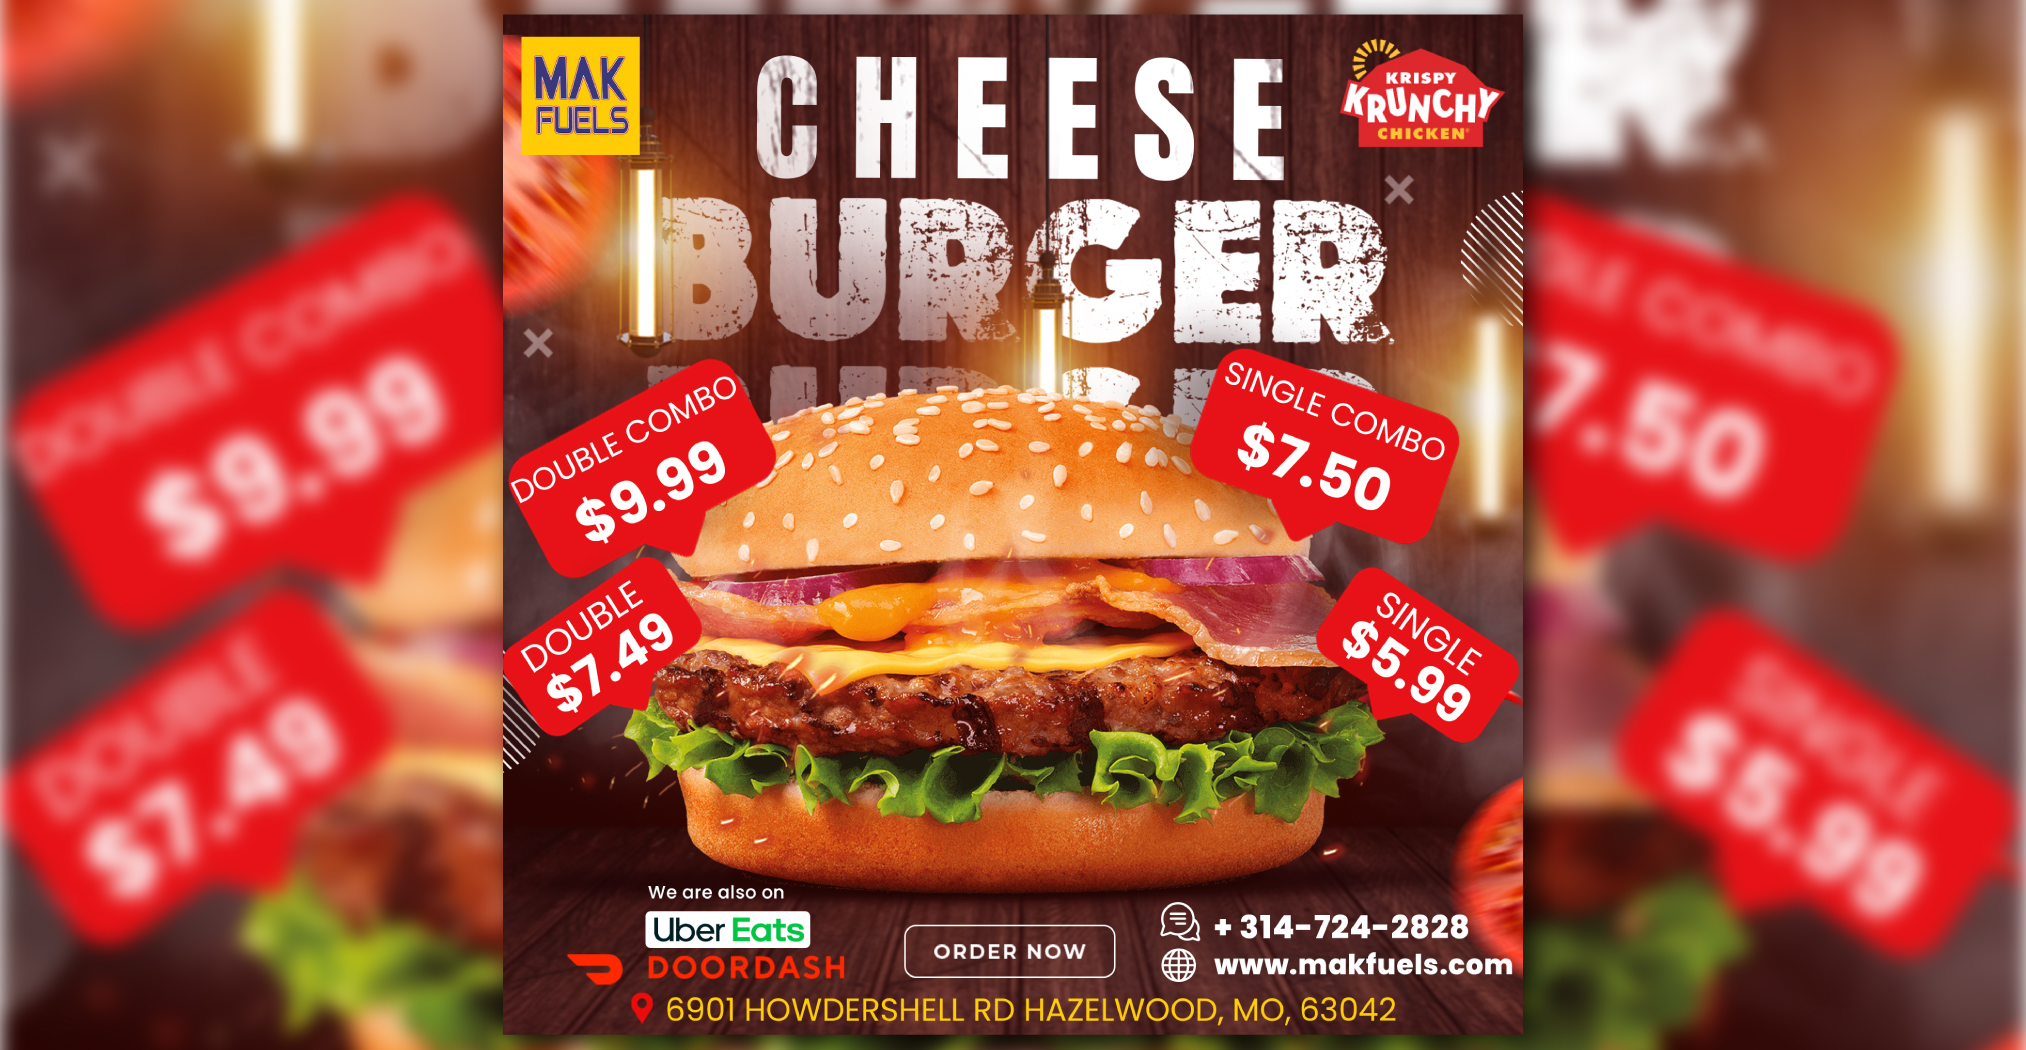 MAK
FUELS
CHEESE
KRISPY
KRUNCHY
CHICKEN®
BURGER
DOUBLE COMBO
$9.99
SINGLE COMBO
$7.50
DOUBLE
$7.49
SINGLE
$5.99
We are also on
Uber Eats
DOORDASH
ORDER NOW
+ 314-724-2828
www.makfuels.com
6901 HOWDERSHELL RD HAZELWOOD, MO, 63042